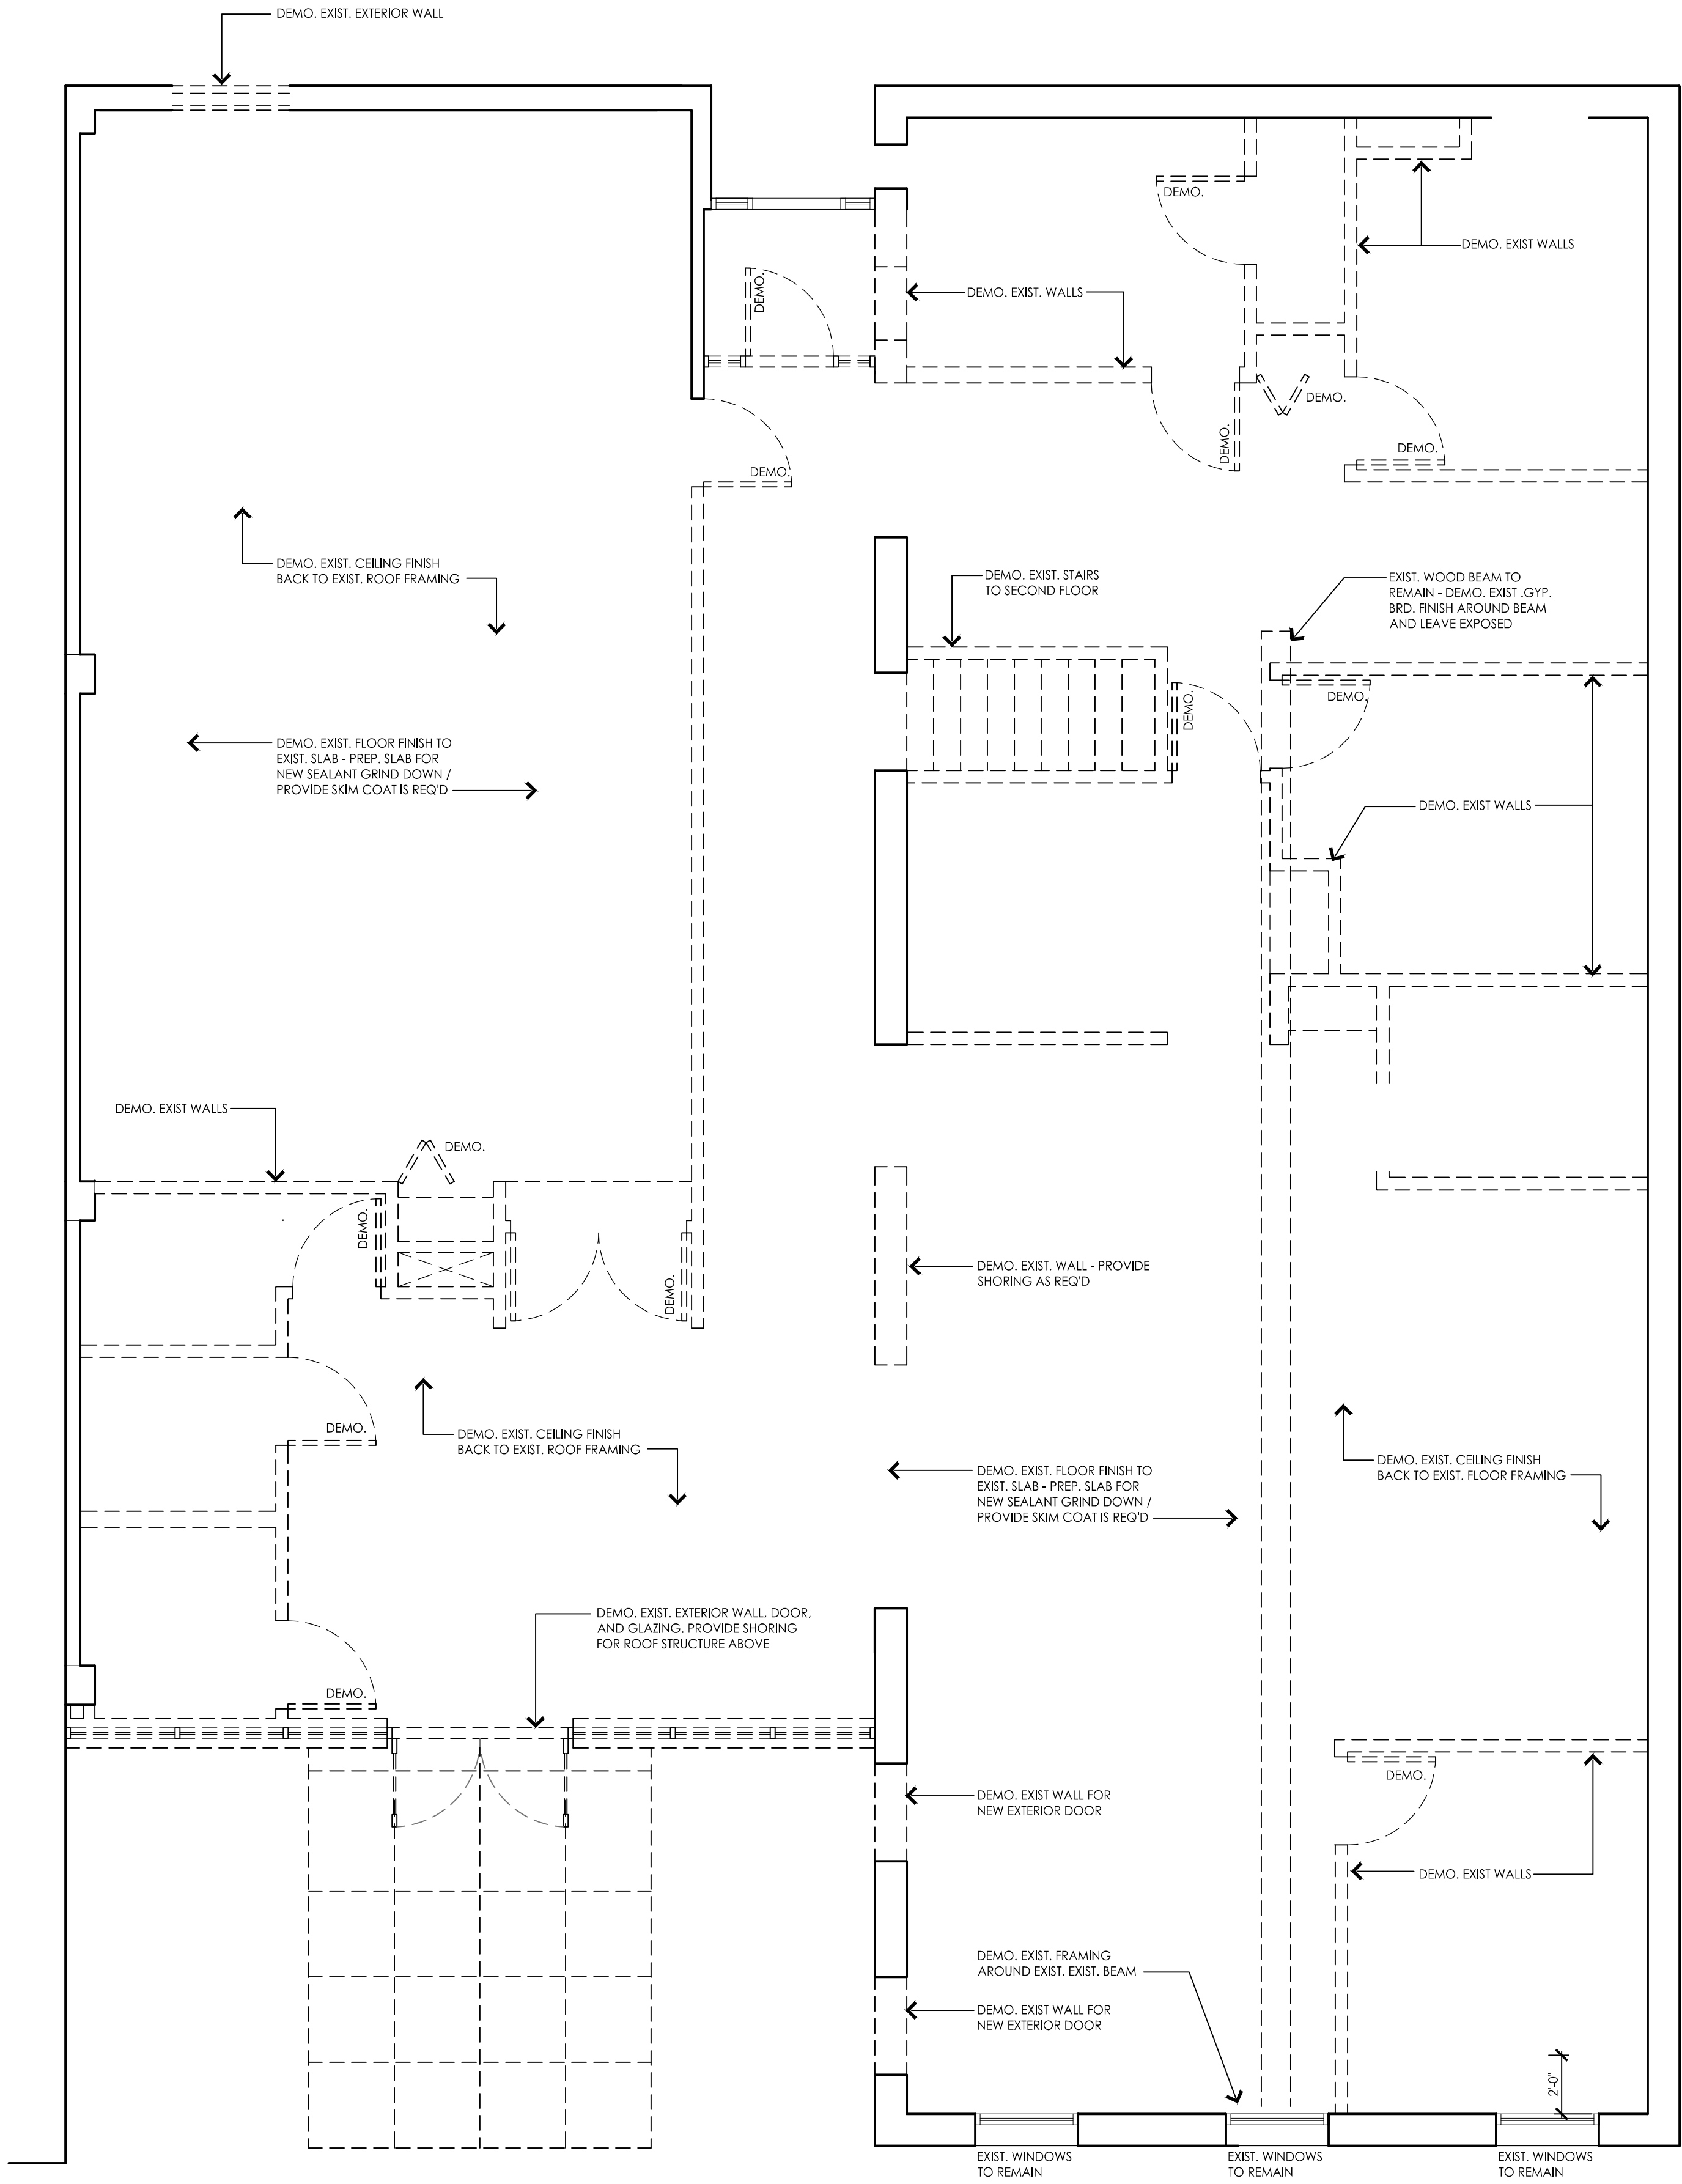 DEMO. EXIST. EXTERIOR WALL
DEMO.
DEMO. EXIST WALLS
DEMO.
DEMO. EXIST. WALLS
DEMO.
DEMO.
DEMO.
DEMO.
DEMO. EXIST. CEILING FINISH
BACK TO EXIST. ROOF FRAMING
DEMO. EXIST. STAIRS
TO SECOND FLOOR
EXIST. WOOD BEAM TO
REMAIN - DEMO. EXIST .GYP.
BRD. FINISH AROUND BEAM
AND LEAVE EXPOSED
DEMO.
DEMO.
DEMO. EXIST. FLOOR FINISH TO
EXIST. SLAB - PREP. SLAB FOR
NEW SEALANT GRIND DOWN /
PROVIDE SKIM COAT IS REQ'D
DEMO. EXIST WALLS
DEMO. EXIST WALLS
DEMO.
DEMO.
DEMO.
DEMO. EXIST. WALL - PROVIDE
SHORING AS REQ'D
DEMO.
DEMO. EXIST. CEILING FINISH
BACK TO EXIST. ROOF FRAMING
DEMO. EXIST. FLOOR FINISH TO
EXIST. SLAB - PREP. SLAB FOR
NEW SEALANT GRIND DOWN /
PROVIDE SKIM COAT IS REQ'D
DEMO. EXIST. CEILING FINISH
BACK TO EXIST. FLOOR FRAMING
DEMO. EXIST. EXTERIOR WALL, DOOR,
AND GLAZING. PROVIDE SHORING
FOR ROOF STRUCTURE ABOVE
DEMO.
DEMO.
DEMO. EXIST WALL FOR
NEW EXTERIOR DOOR
DEMO. EXIST WALLS
DEMO. EXIST. FRAMING
AROUND EXIST. EXIST. BEAM
DEMO. EXIST WALL FOR
NEW EXTERIOR DOOR
2'-0"
EXIST. WINDOWS
TO REMAIN
EXIST. WINDOWS
TO REMAIN
EXIST. WINDOWS
TO REMAIN